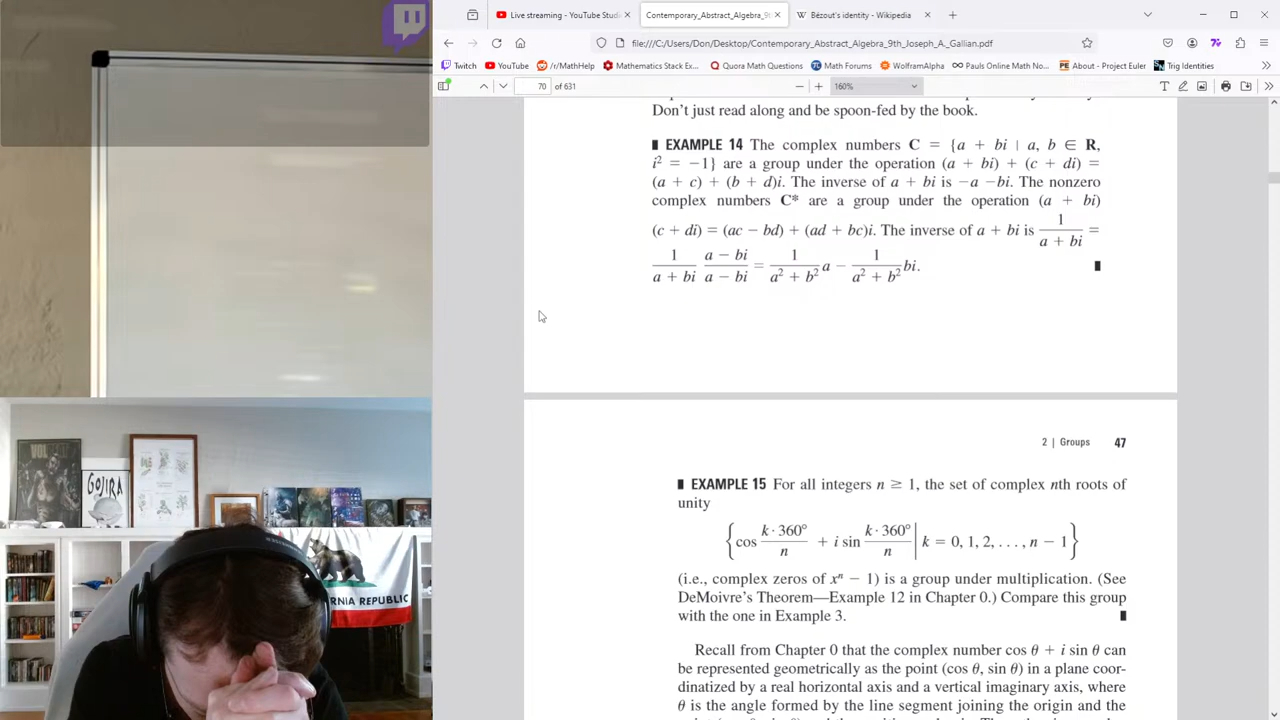 Live streaming - YouTube Studi
Contemporary_Abstract_Algebra_9t
Bézout's identity - Wikipedia
file:///C:/Users/Don/Desktop/Contemporary_Abstract_Algebra_9th_Joseph_A._Gallian.pdf
Twitch
YouTube
/r/MathHelp
Mathematics Stack Ex...
Quora Math Questions
Math Forums
WolframAlpha
Pauls Online Math No...
About - Project Euler
Trig Identities
70 of 631
160%
Don't just read along and be spoon-fed by the book.
EXAMPLE 14 The complex numbers C = {a + bi | a, b ∈ R,
i² = −1} are a group under the operation (a + bi) + (c + di) =
(a + c) + (b + d)i. The inverse of a + bi is −a −bi. The nonzero
complex numbers C* are a group under the operation (a + bi)
(c + di) = (ac − bd) + (ad + bc)i. The inverse of a + bi is 1/(a + bi) =
1/(a + bi) (a − bi)/(a − bi) = 1/(a² + b²) a − 1/(a² + b²) bi.
2 | Groups 47
EXAMPLE 15 For all integers n ≥ 1, the set of complex nth roots of
unity
{cos k·360°/n + i sin k·360°/n | k = 0, 1, 2, . . . , n − 1}
(i.e., complex zeros of xⁿ − 1) is a group under multiplication. (See
DeMoivre's Theorem—Example 12 in Chapter 0.) Compare this group
with the one in Example 3.
Recall from Chapter 0 that the complex number cos θ + i sin θ can
be represented geometrically as the point (cos θ, sin θ) in a plane coor-
dinatized by a real horizontal axis and a vertical imaginary axis, where
θ is the angle formed by the line segment joining the origin and the
VOLBEAT
GOJIRA
RNIA REPUBLIC